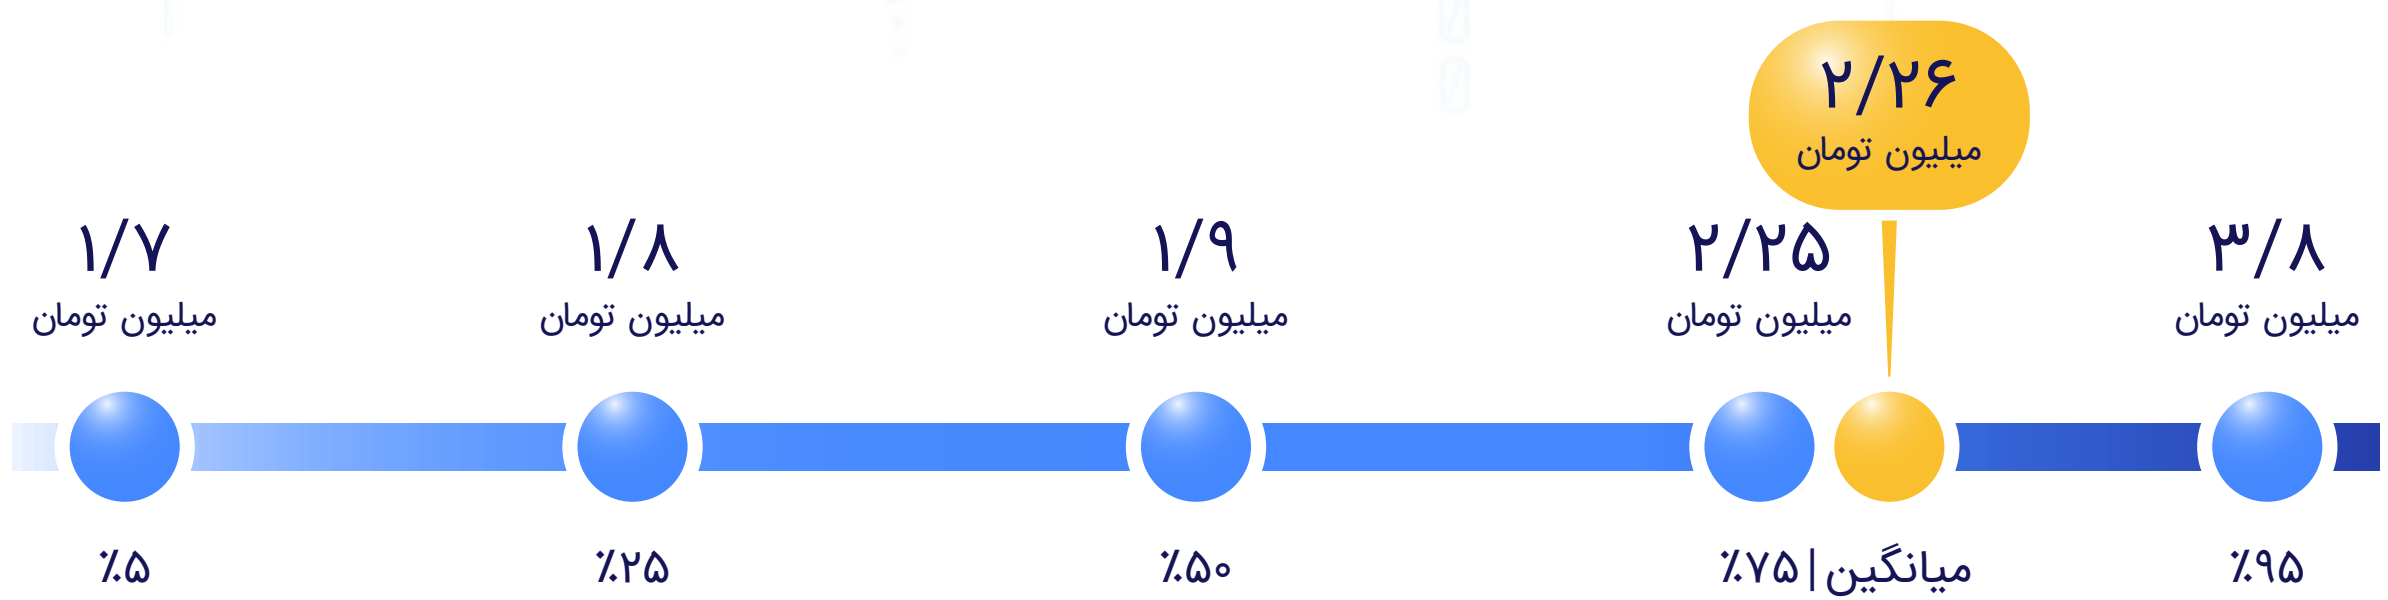 ۲/۲۶
میلیون تومان
۱/۷
میلیون تومان
۱/۸
میلیون تومان
۱/۹
میلیون تومان
۲/۲۵
میلیون تومان
۳/۸
میلیون تومان
٪۵
٪۲۵
٪۵۰
٪۷۵ | میانگین
٪۹۵